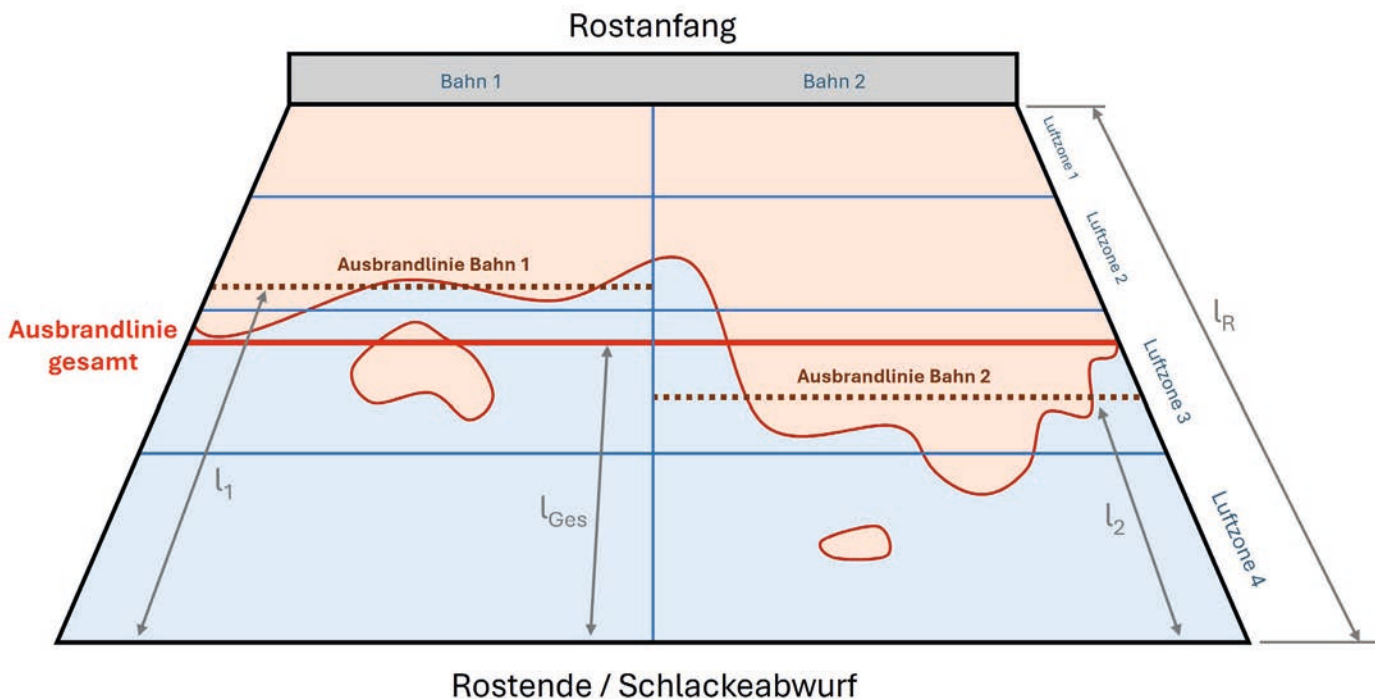 Rostanfang
Bahn 1
Bahn 2
Luftzone 1
Luftzone 2
Ausbrandlinie Bahn 1
l_R
Ausbrandlinie
gesamt
Luftzone 3
Ausbrandlinie Bahn 2
l_1
l_Ges
l_2
Luftzone 4
Rostende / Schlackeabwurf